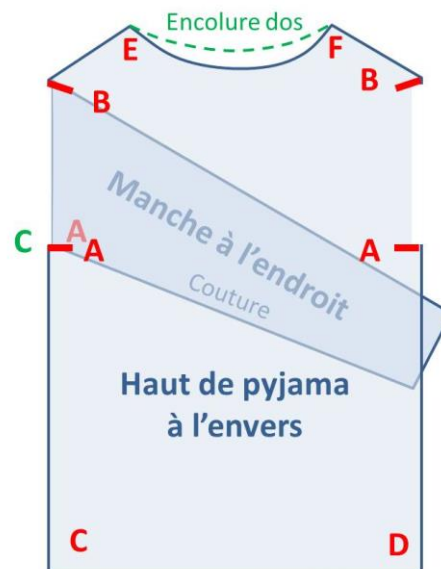 Encolure dos
E
F
B
B
Manche à l'endroit
C
A
A
A
Couture
Haut de pyjama
à l'envers
C
D